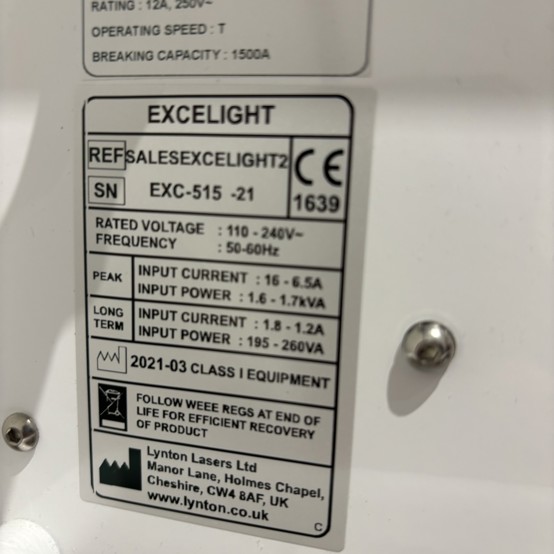 RATING : 12A, 250V~
OPERATING SPEED : T
BREAKING CAPACITY : 1500A
EXCELIGHT
REF SALESEXCELIGHT2
CE
SN EXC-515 -21
1639
RATED VOLTAGE : 110 - 240V~
FREQUENCY : 50-60Hz
PEAK
INPUT CURRENT : 16 - 6.5A
INPUT POWER : 1.6 - 1.7kVA
LONG TERM
INPUT CURRENT : 1.8 - 1.2A
INPUT POWER : 195 - 260VA
2021-03 CLASS I EQUIPMENT
FOLLOW WEEE REGS AT END OF
LIFE FOR EFFICIENT RECOVERY
OF PRODUCT
Lynton Lasers Ltd
Manor Lane, Holmes Chapel,
Cheshire, CW4 8AF, UK
www.lynton.co.uk
C